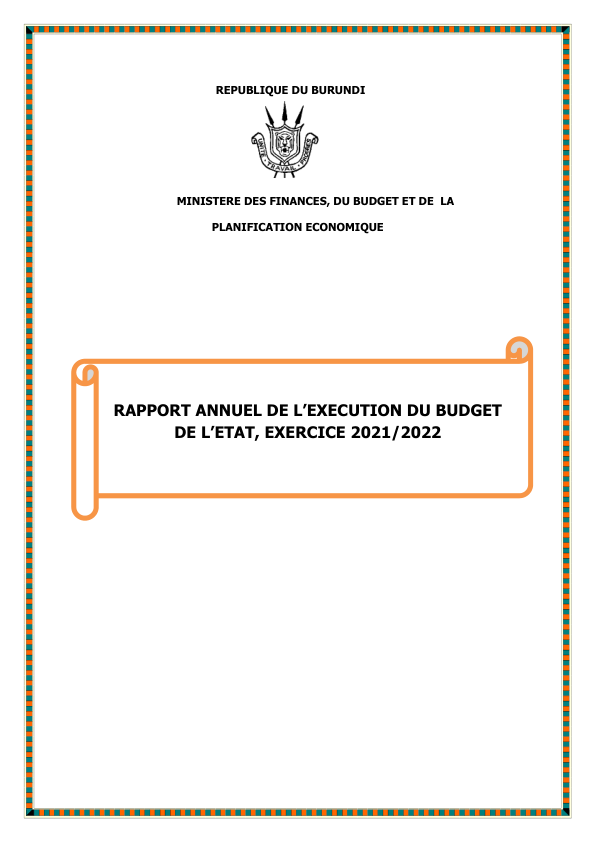 REPUBLIQUE DU BURUNDI
UNITE - TRAVAIL - PROGRES
MINISTERE DES FINANCES, DU BUDGET ET DE LA
PLANIFICATION ECONOMIQUE
RAPPORT ANNUEL DE L’EXECUTION DU BUDGET
DE L’ETAT, EXERCICE 2021/2022